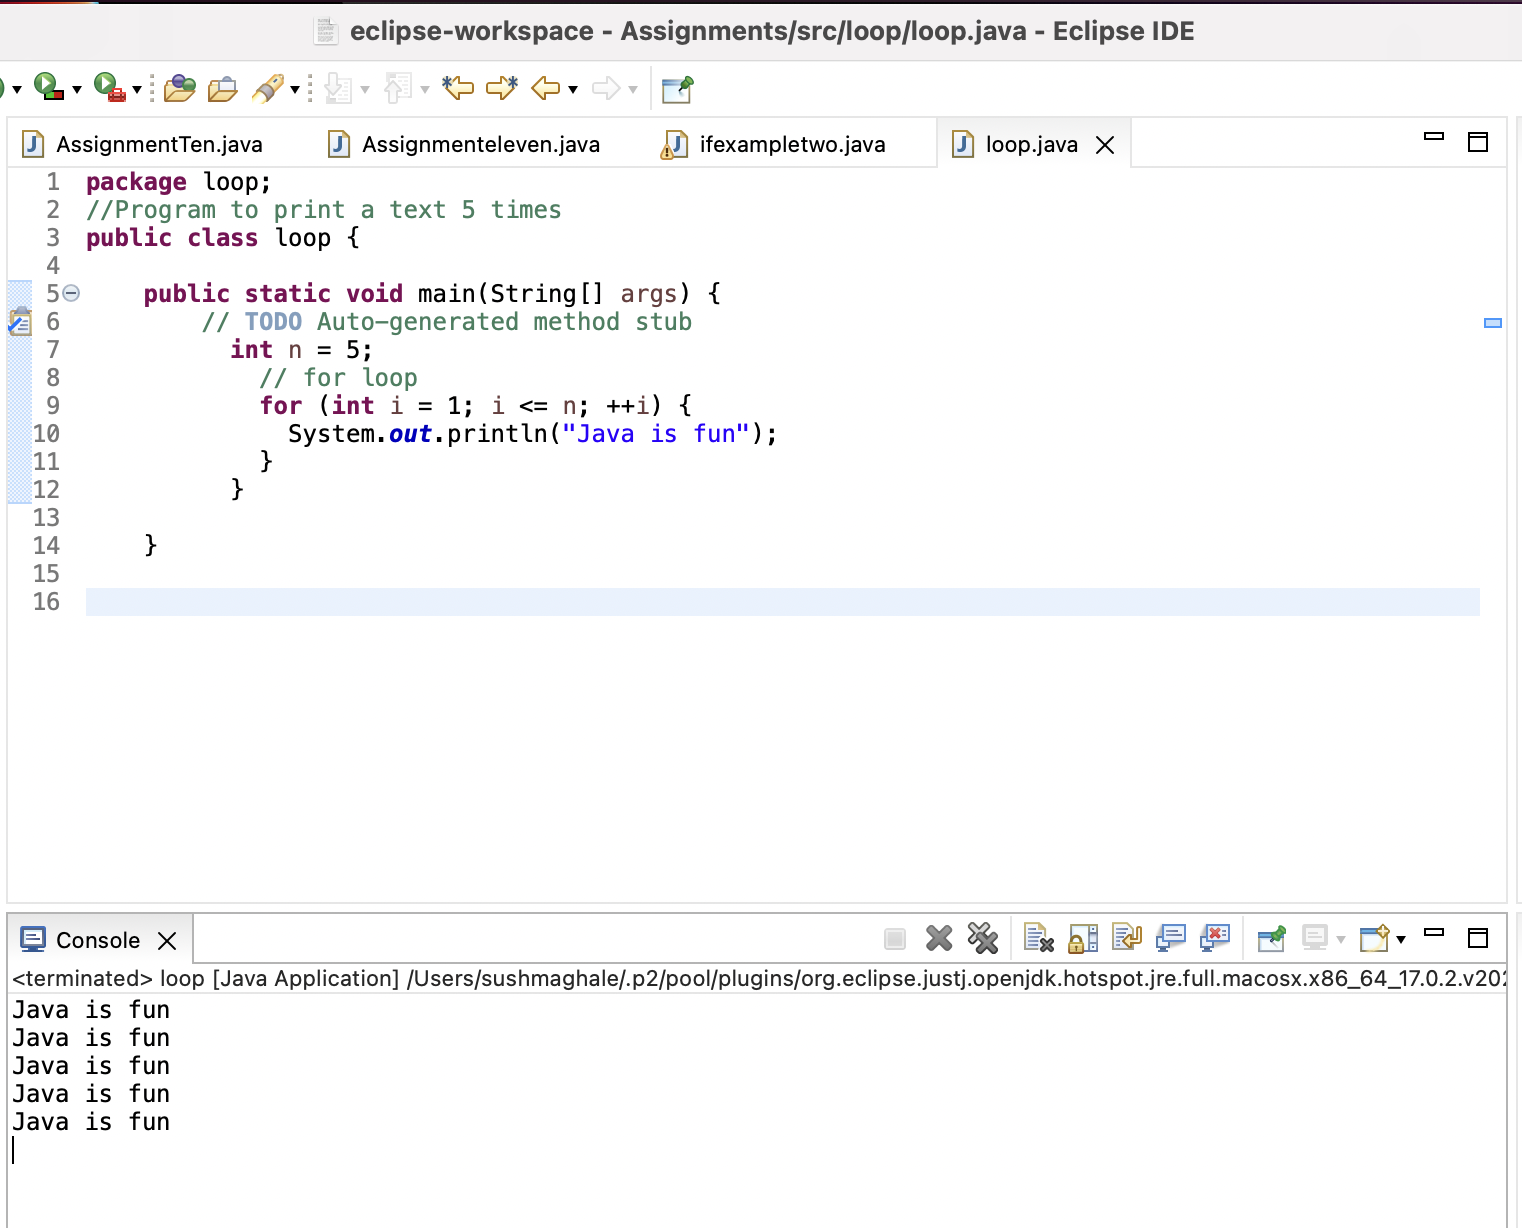 eclipse-workspace - Assignments/src/loop/loop.java - Eclipse IDE
AssignmentTen.java Assignmenteleven.java ifexampletwo.java loop.java
1 package loop;
2 //Program to print a text 5 times
3 public class loop {
4
5 public static void main(String[] args) {
6 // TODO Auto-generated method stub
7 int n = 5;
8 // for loop
9 for (int i = 1; i <= n; ++i) {
10 System.out.println("Java is fun");
11 }
12 }
13
14 }
15
16
Console
<terminated> loop [Java Application] /Users/sushmaghale/.p2/pool/plugins/org.eclipse.justj.openjdk.hotspot.jre.full.macosx.x86_64_17.0.2.v202
Java is fun
Java is fun
Java is fun
Java is fun
Java is fun